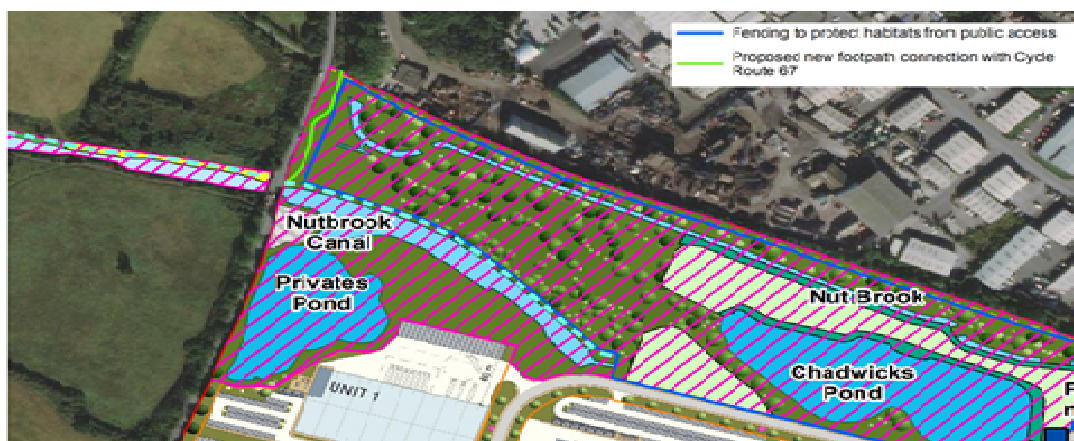 Fencing to protect habitats from public access
Proposed new footpath connection with Cycle
Route 67
Nutbrook
Canal
Privates
Pond
Nut Brook
Chadwicks
Pond
UNIT 1